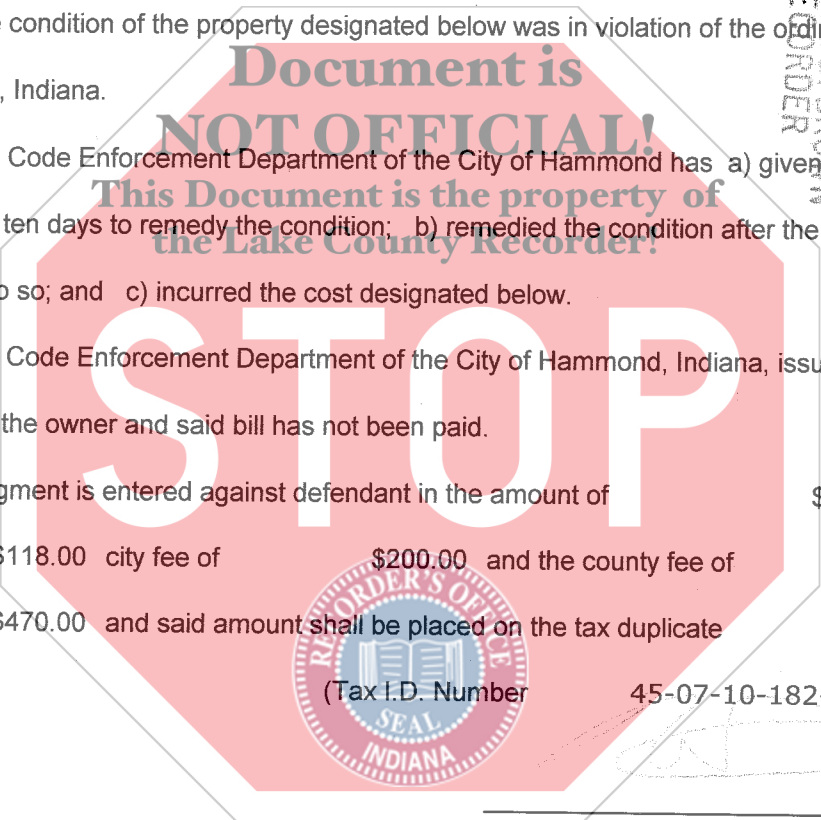 condition of the property designated below was in violation of the
Document is
, Indiana.
NOT OFFICIAL!
Code Enforcement Department of the City of Hammond has a) given
This Document is the property of
ten days to remedy the condition; b) remedied the condition after the
the Lake County Recorder!
so; and c) incurred the cost designated below.
STOP
Code Enforcement Department of the City of Hammond, Indiana, issu
the owner and said bill has not been paid.
gment is entered against defendant in the amount of $
$118.00 city fee of $200.00 and the county fee of
$470.00 and said amount shall be placed on the tax duplicate
(Tax I.D. Number 45-07-10-182-
RECORDER'S OFFICE
SEAL
INDIANA
RECORDER